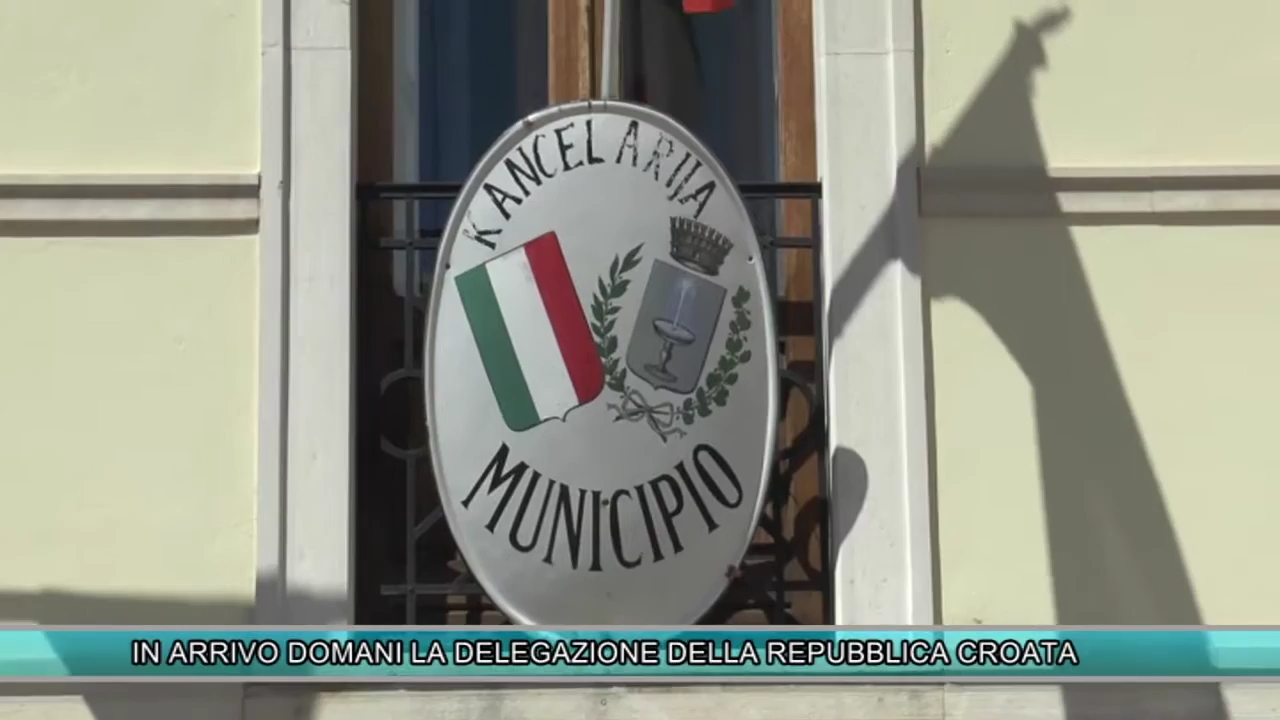 KANCELARIJA
MUNICIPIO
IN ARRIVO DOMANI LA DELEGAZIONE DELLA REPUBBLICA CROATA